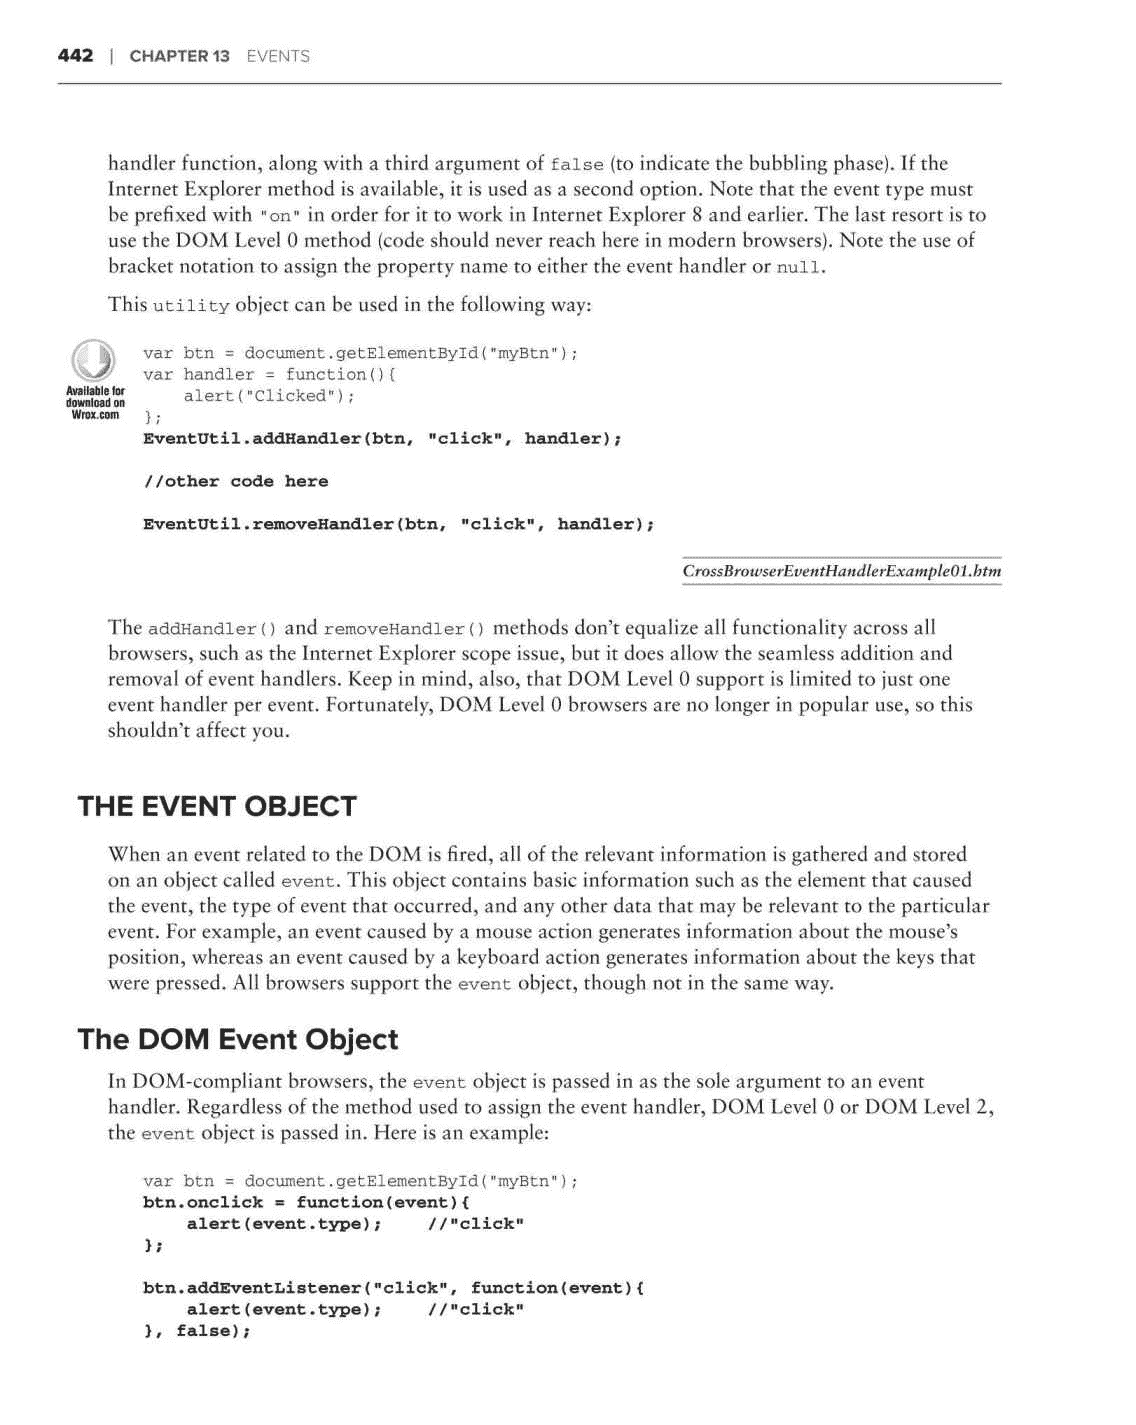 442 | CHAPTER 13 EVENTS
handler function, along with a third argument of false (to indicate the bubbling phase). If the
Internet Explorer method is available, it is used as a second option. Note that the event type must
be prefixed with "on" in order for it to work in Internet Explorer 8 and earlier. The last resort is to
use the DOM Level 0 method (code should never reach here in modern browsers). Note the use of
bracket notation to assign the property name to either the event handler or null.
This utility object can be used in the following way:
Available for
download on
Wrox.com
var btn = document.getElementById("myBtn");
var handler = function(){
    alert("Clicked");
};
EventUtil.addHandler(btn, "click", handler);
//other code here
EventUtil.removeHandler(btn, "click", handler);
CrossBrowserEventHandlerExample01.htm
The addHandler() and removeHandler() methods don't equalize all functionality across all
browsers, such as the Internet Explorer scope issue, but it does allow the seamless addition and
removal of event handlers. Keep in mind, also, that DOM Level 0 support is limited to just one
event handler per event. Fortunately, DOM Level 0 browsers are no longer in popular use, so this
shouldn't affect you.
THE EVENT OBJECT
When an event related to the DOM is fired, all of the relevant information is gathered and stored
on an object called event. This object contains basic information such as the element that caused
the event, the type of event that occurred, and any other data that may be relevant to the particular
event. For example, an event caused by a mouse action generates information about the mouse's
position, whereas an event caused by a keyboard action generates information about the keys that
were pressed. All browsers support the event object, though not in the same way.
The DOM Event Object
In DOM-compliant browsers, the event object is passed in as the sole argument to an event
handler. Regardless of the method used to assign the event handler, DOM Level 0 or DOM Level 2,
the event object is passed in. Here is an example:
var btn = document.getElementById("myBtn");
btn.onclick = function(event){
    alert(event.type);    //"click"
};
btn.addEventListener("click", function(event){
    alert(event.type);    //"click"
}, false);